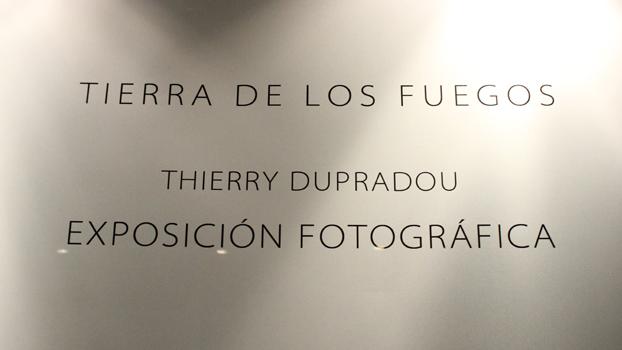 TIERRA DE LOS FUEGOS
THIERRY DUPRADOU
EXPOSICIÓN FOTOGRÁFICA